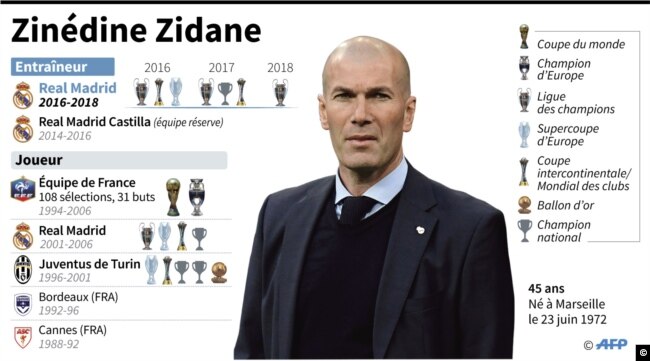 Zinédine Zidane
Entraîneur
2016 2017 2018
Real Madrid
2016-2018
Real Madrid Castilla (équipe réserve)
2014-2016
Joueur
Équipe de France
108 sélections, 31 buts
1994-2006
Real Madrid
2001-2006
Juventus de Turin
1996-2001
Bordeaux (FRA)
1992-96
Cannes (FRA)
1988-92
Coupe du monde
Champion
d'Europe
Ligue
des champions
Supercoupe
d'Europe
Coupe
intercontinentale/
Mondial des clubs
Ballon d'or
Champion
national
45 ans
Né à Marseille
le 23 juin 1972
© AFP
©